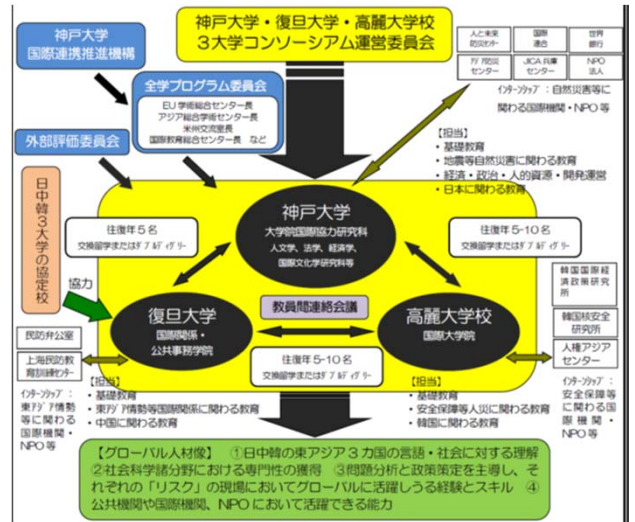 神戸大学・復旦大学・高麗大学校
3大学コンソーシアム運営委員会
神戸大学
国際連携推進機構
全学プログラム委員会
EU学術総合センター長
アジア総合学術センター長
米州交流室長
国際教育総合センター長 など
外部評価委員会
人と未来
防災センター
国際
連合
世界
銀行
アジア防災
センター
JICA兵庫
センター
NPO
法人
インターンシップ:自然災害等に
関わる国際機関・NPO等
【担当】
・基礎教育
・地震等自然災害に関わる教育
・経済・政治・人的資源・開発運営
・日本に関わる教育
日中韓3大学の協定校
協力
神戸大学
大学院国際協力研究科
人文学、法学、経済学、
国際文化学研究科等
往復年5名
交換留学またはダブルディグリー
往復年5-10名
交換留学またはダブルディグリー
教員間連絡会議
復旦大学
国際関係・
公共事務学院
高麗大学校
国際大学院
往復年5-10名
交換留学またはダブルディグリー
民防弁公室
上海民防教
育訓練センター
インターンシップ:
東アジア情勢
等に関わる
国際機関・
NPO等
【担当】
・基礎教育
・東アジア情勢等国際関係に関わる教育
・中国に関わる教育
【担当】
・基礎教育
・安全保障等人災に関わる教育
・韓国に関わる教育
韓国国際経
済政策研究
所
韓国核安全
研究所
人権アジア
センター
インターンシップ:
安全保障等
に関わる国
際機関・
NPO等
【グローバル人材像】 ①日中韓の東アジア3カ国の言語・社会に対する理解
②社会科学諸分野における専門性の獲得 ③問題分析と政策策定を主導し、そ
れぞれの「リスク」の現場においてグローバルに活躍しうる経験とスキル ④
公共機関や国際機関、NPOにおいて活躍できる能力